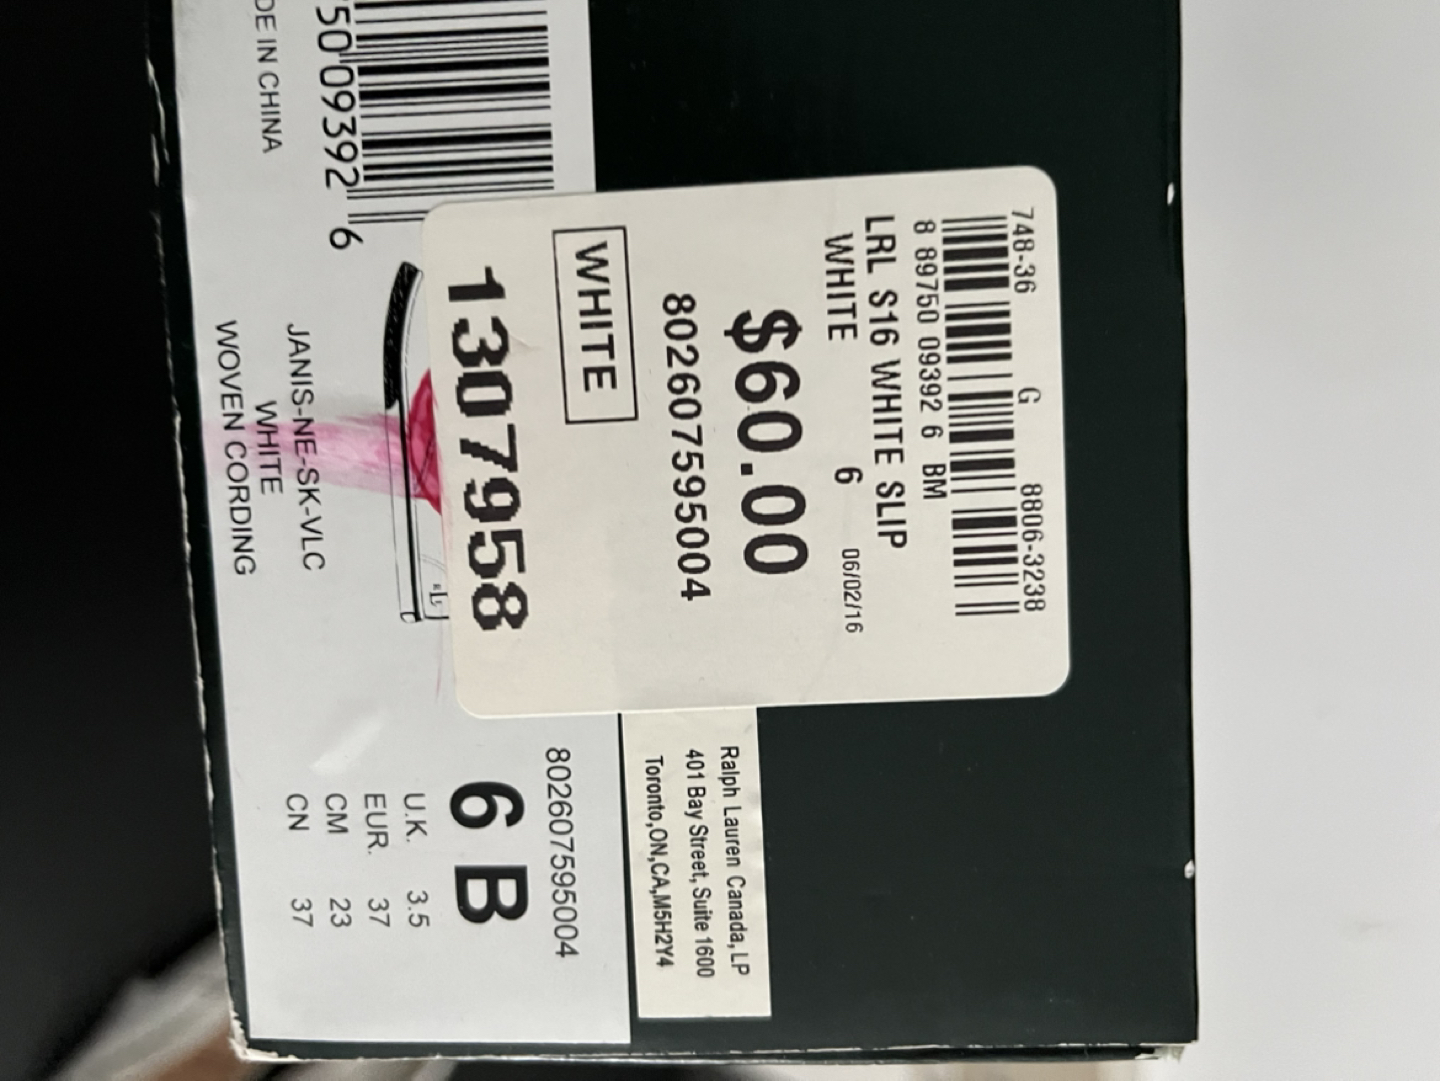 748-36 G 8806-3238
8 89750 09392 6 BM
LRL S16 WHITE SLIP
WHITE 6 06/02/16
$60.00
802607595004
WHITE
1307958
Ralph Lauren Canada, LP
401 Bay Street, Suite 1600
Toronto,ON,CA,M5H2Y4
802607595004
6 B
U.K. 3.5
EUR. 37
CM 23
CN 37
50 09392 6
DE IN CHINA
JANIS-NE-SK-VLC
WHITE
WOVEN CORDING